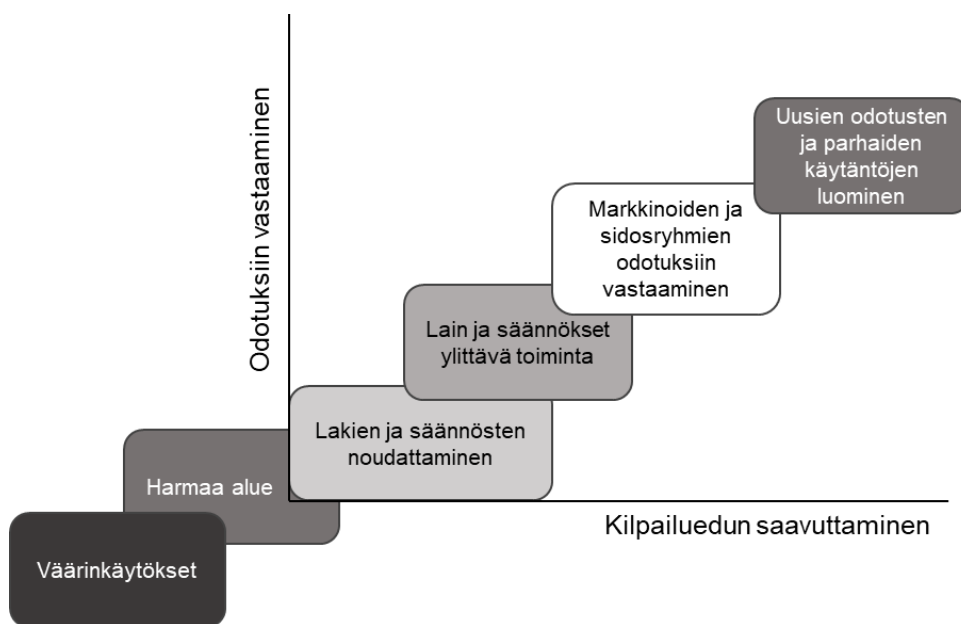 Odotuksiin vastaaminen
Uusien odotusten
ja parhaiden
käytäntöjen
luominen
Markkinoiden ja
sidosryhmien
odotuksiin
vastaaminen
Lain ja säännökset
ylittävä toiminta
Lakien ja säännösten
noudattaminen
Harmaa alue
Väärinkäytökset
Kilpailuedun saavuttaminen